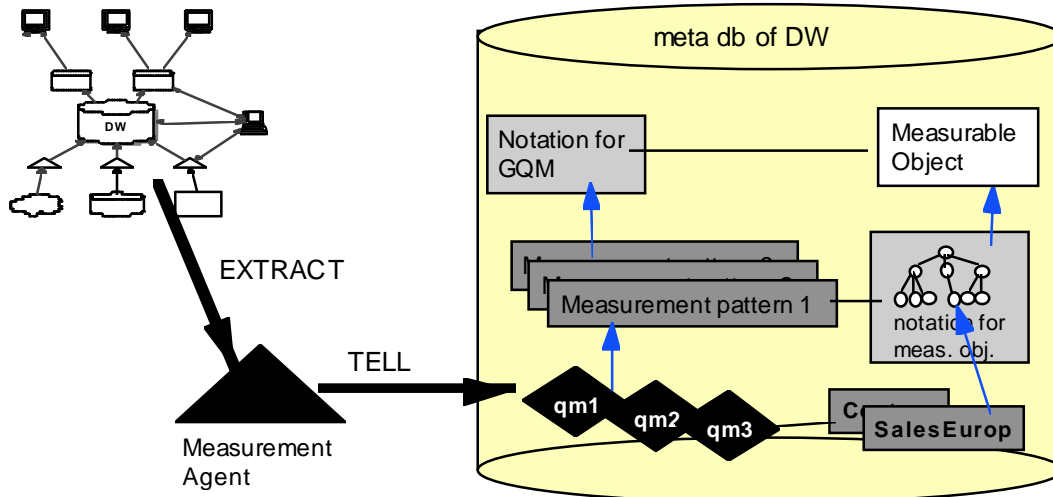 meta db of DW
DW
Notation for
GQM
Measurable
Object
EXTRACT
Measurement pattern 1
notation for
meas. obj.
TELL
qm1
qm2
qm3
SalesEurop
Measurement
Agent